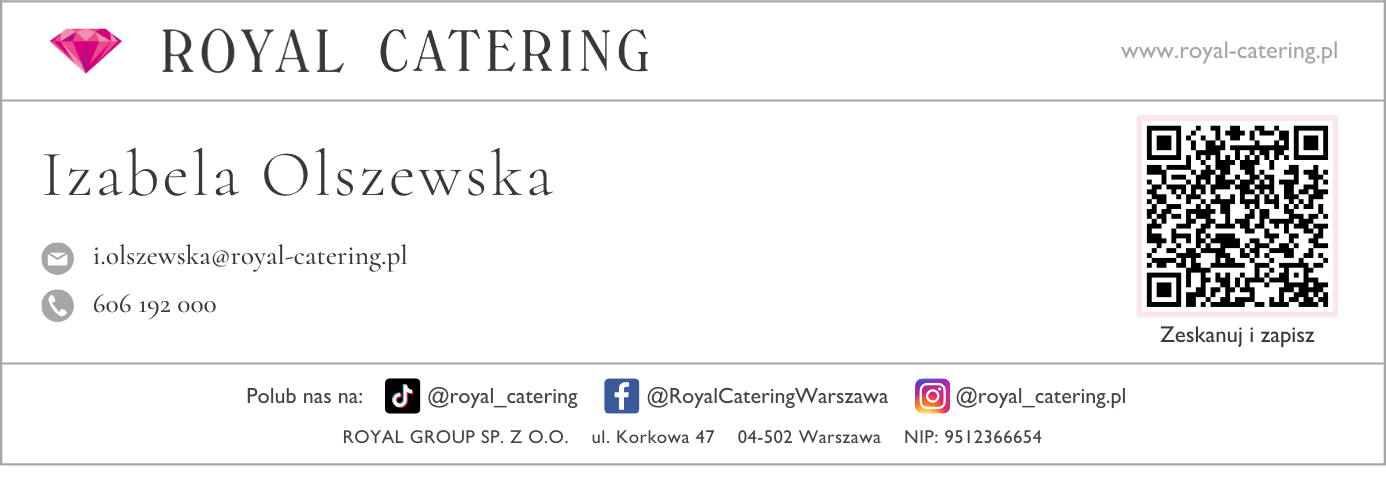 ROYAL CATERING
www.royal-catering.pl
Izabela Olszewska
i.olszewska@royal-catering.pl
606 192 000
Zeskanuj i zapisz
Polub nas na: @royal_catering @RoyalCateringWarszawa @royal_catering.pl
ROYAL GROUP SP. Z O.O. ul. Korkowa 47 04-502 Warszawa NIP: 9512366654